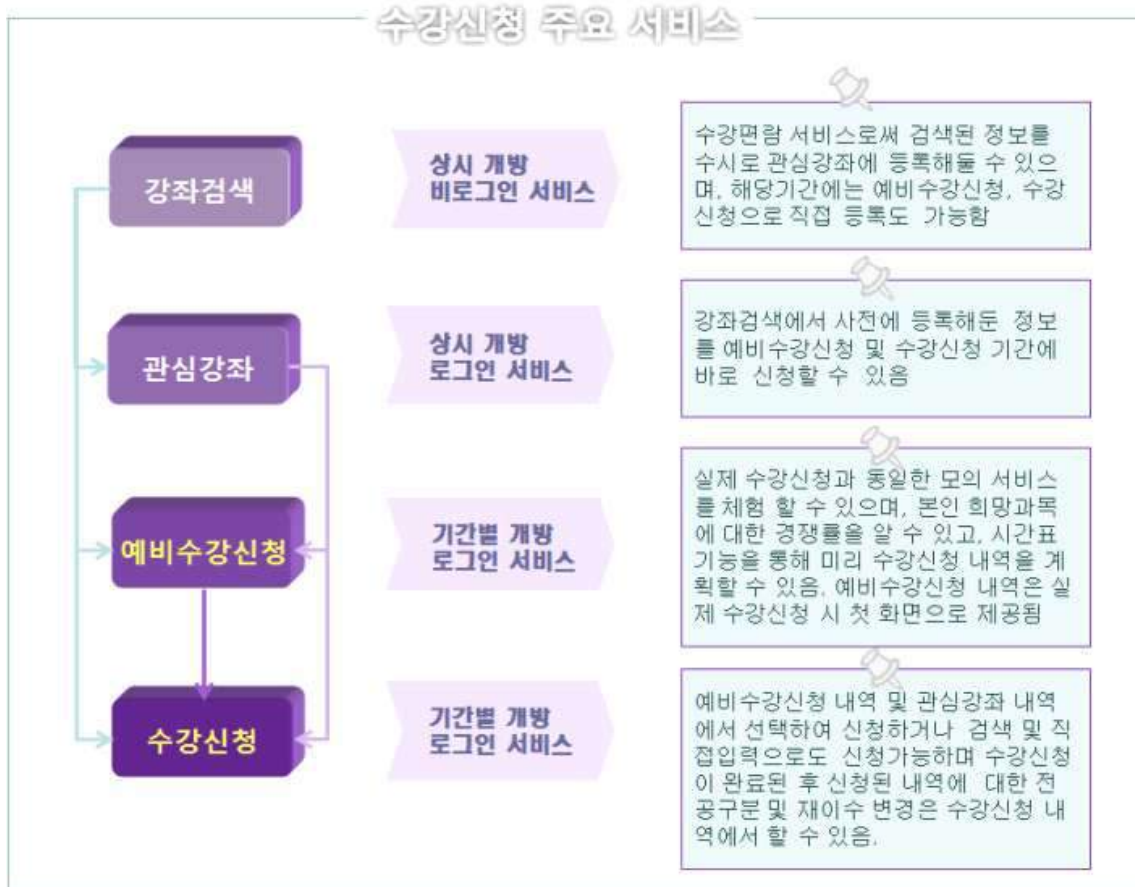 수강신청 주요 서비스
강좌검색
상시 개방
비로그인 서비스
수강편람 서비스로써 검색된 정보를
수시로 관심강좌에 등록해둘 수 있으
며, 해당기간에는 예비수강신청, 수강
신청으로 직접 등록도 가능함
관심강좌
상시 개방
로그인 서비스
강좌검색에서 사전에 등록해둔 정보
를 예비수강신청 및 수강신청 기간에
바로 신청할 수 있음
예비수강신청
기간별 개방
로그인 서비스
실제 수강신청과 동일한 모의 서비스
를 체험 할 수 있으며, 본인 희망과목
에 대한 경쟁률을 알 수 있고, 시간표
기능을 통해 미리 수강신청 내역을 계
획할 수 있음. 예비수강신청 내역은 실
제 수강신청 시 첫 화면으로 제공됨
수강신청
기간별 개방
로그인 서비스
예비수강신청 내역 및 관심강좌 내역
에서 선택하여 신청하거나 검색 및 직
접입력으로도 신청가능하며 수강신청
이 완료된 후 신청된 내역에 대한 전
공구분 및 재이수 변경은 수강신청 내
역에서 할 수 있음.